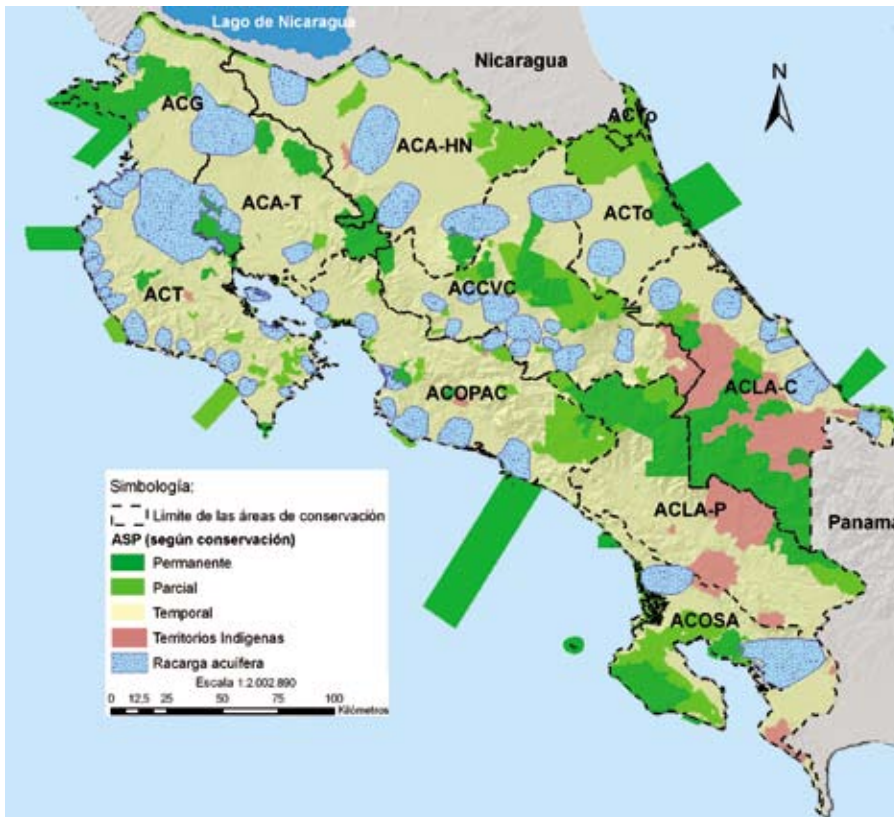 Lago de Nicaragua
Nicaragua
N
ACG
ACTo
ACA-HN
ACA-T
ACTo
ACT
ACCVC
ACOPAC
ACLA-C
ACLA-P
Panamá
ACOSA
Simbología:
Límite de las áreas de conservación
ASP (según conservación)
Permanente
Parcial
Temporal
Territorios Indígenas
Racarga acuífera
Escala 1:2.002.890
0 12,5 25 50 75 100
Kilómetros